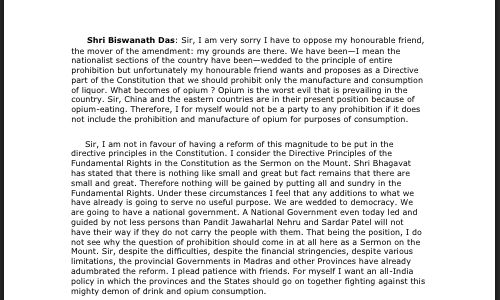 Shri Biswanath Das: Sir, I am very sorry I have to oppose my honourable friend,
the mover of the amendment: my grounds are there. We have been—I mean the
nationalist sections of the country have been—wedded to the principle of entire
prohibition but unfortunately my honourable friend wants and proposes as a Directive
part of the Constitution that we should prohibit only the manufacture and consumption
of liquor. What becomes of opium ? Opium is the worst evil that is prevailing in the
country. Sir, China and the eastern countries are in their present position because of
opium-eating. Therefore, I for myself would not be a party to any prohibition if it does
not include the prohibition and manufacture of opium for purposes of consumption.
Sir, I am not in favour of having a reform of this magnitude to be put in the
directive principles in the Constitution. I consider the Directive Principles of the
Fundamental Rights in the Constitution as the Sermon on the Mount. Shri Bhagavat
has stated that there is nothing like small and great but fact remains that there are
small and great. Therefore nothing will be gained by putting all and sundry in the
Fundamental Rights. Under these circumstances I feel that any additions to what we
have already is going to serve no useful purpose. We are wedded to democracy. We
are going to have a national government. A National Government even today led and
guided by not less persons than Pandit Jawaharlal Nehru and Sardar Patel will not
have their way if they do not carry the people with them. That being the position, I do
not see why the question of prohibition should come in at all here as a Sermon on the
Mount. Sir, despite the difficulties, despite the financial stringencies, despite various
limitations, the provincial Governments in Madras and other Provinces have already
adumbrated the reform. I plead patience with friends. For myself I want an all-India
policy in which the provinces and the States should go on together fighting against this
mighty demon of drink and opium consumption.